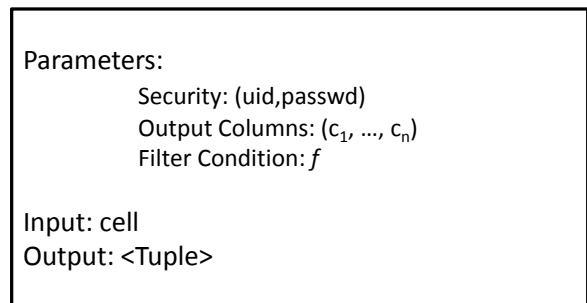 Parameters:
Security: (uid,passwd)
Output Columns: (c₁, …, cₙ)
Filter Condition: f
Input: cell
Output: <Tuple>